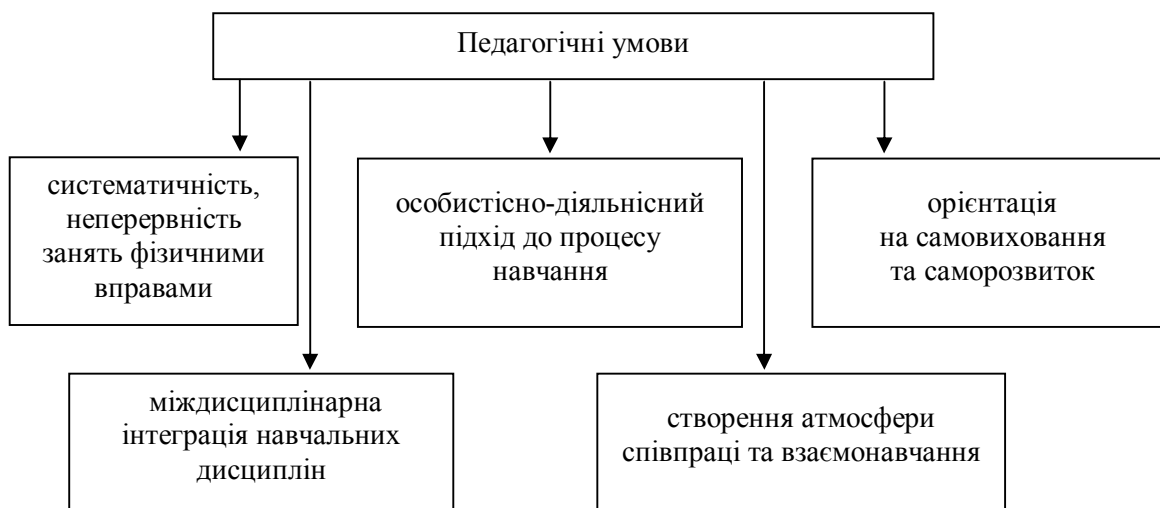 Педагогічні умови
систематичність,
неперервність
занять фізичними
вправами
особистісно-діяльнісний
підхід до процесу
навчання
орієнтація
на самовиховання
та саморозвиток
міждисциплінарна
інтеграція навчальних
дисциплін
створення атмосфери
співпраці та взаємонавчання